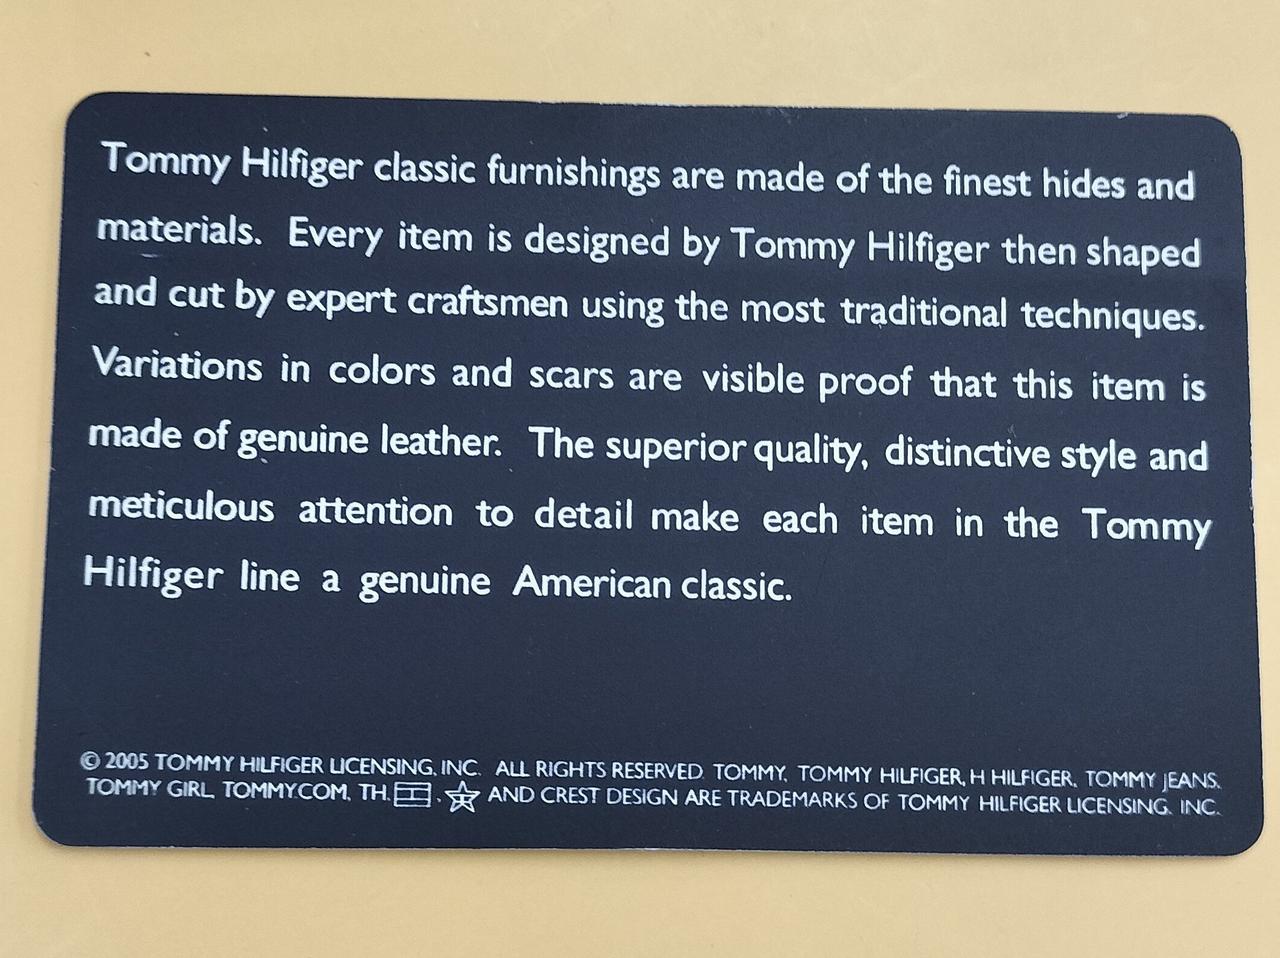 Tommy Hilfiger classic furnishings are made of the finest hides and
materials. Every item is designed by Tommy Hilfiger then shaped
and cut by expert craftsmen using the most traditional techniques.
Variations in colors and scars are visible proof that this item is
made of genuine leather. The superior quality, distinctive style and
meticulous attention to detail make each item in the Tommy
Hilfiger line a genuine American classic.
© 2005 TOMMY HILFIGER LICENSING, INC. ALL RIGHTS RESERVED. TOMMY, TOMMY HILFIGER, H HILFIGER, TOMMY JEANS,
TOMMY GIRL, TOMMY.COM, TH, , AND CREST DESIGN ARE TRADEMARKS OF TOMMY HILFIGER LICENSING, INC.